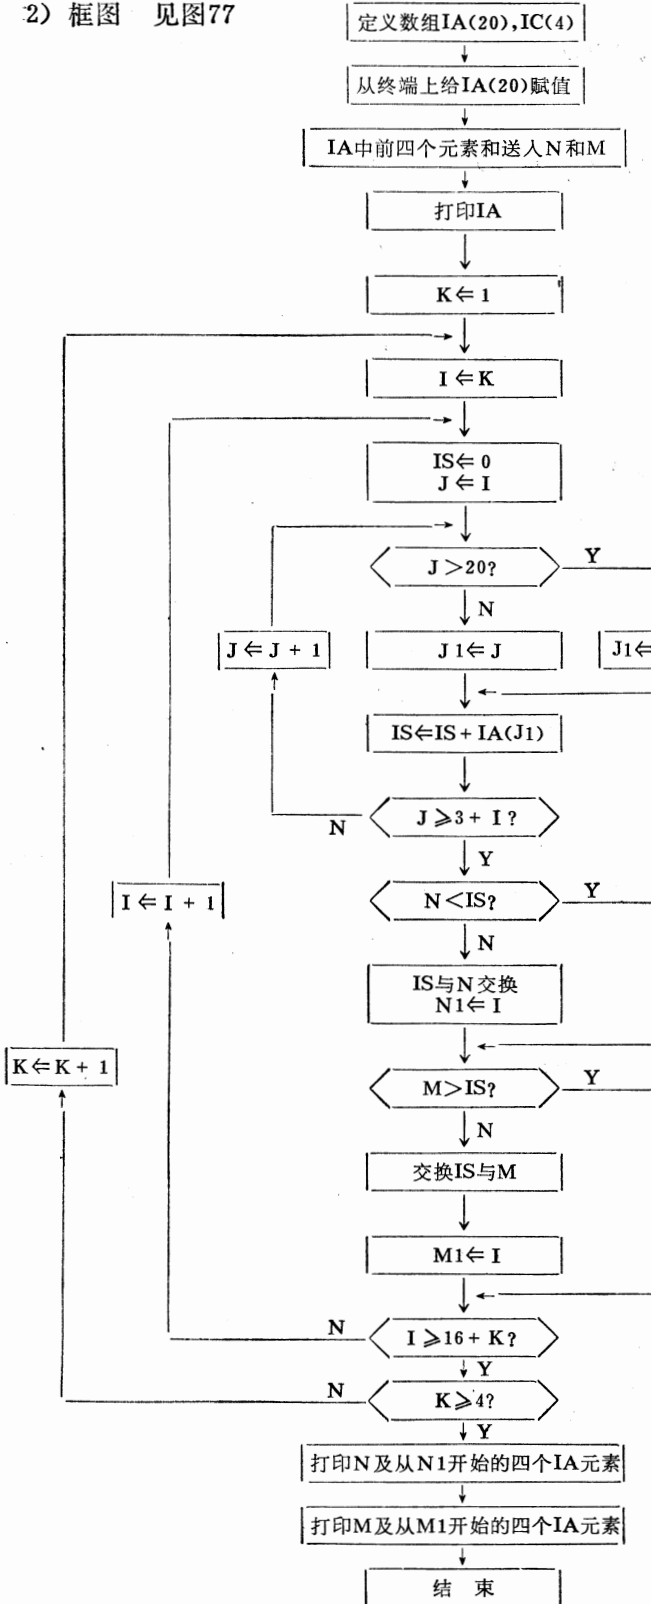 2) 框图 见图77
定义数组IA(20),IC(4)
从终端上给IA(20)赋值
IA中前四个元素和送入N和M
打印IA
K⇐1
I⇐K
IS⇐0
J⇐I
J>20?
Y
N
J⇐J+1
J1⇐J
J1⇐
IS⇐IS+IA(J1)
J⩾3+I?
N
Y
N<IS?
Y
I⇐I+1
N
IS与N交换
N1⇐I
K⇐K+1
M>IS?
Y
N
交换IS与M
M1⇐I
N
I⩾16+K?
Y
N
K⩾4?
Y
打印N及从N1开始的四个IA元素
打印M及从M1开始的四个IA元素
结 束